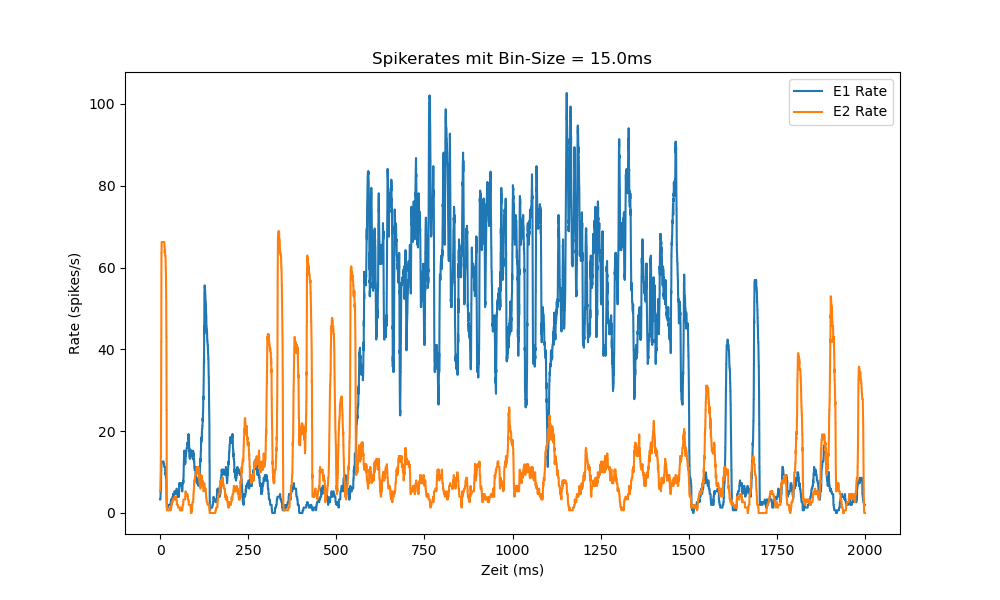 Spikerates mit Bin-Size = 15.0ms
E1 Rate
E2 Rate
Rate (spikes/s)
100
80
60
40
20
0
0 250 500 750 1000 1250 1500 1750 2000
Zeit (ms)